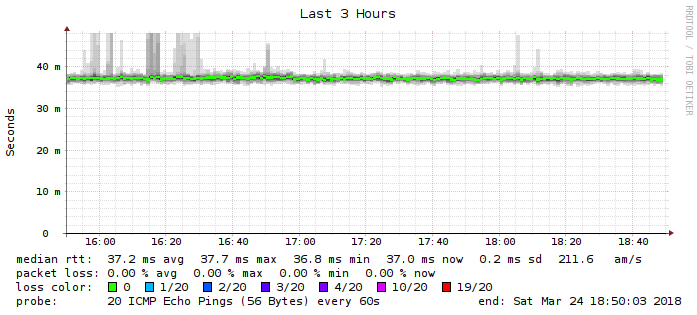 Last 3 Hours
RRDTOOL / TOBI OETIKER
Seconds
40 m
30 m
20 m
10 m
0
16:00 16:20 16:40 17:00 17:20 17:40 18:00 18:20 18:40
median rtt: 37.2 ms avg 37.7 ms max 36.8 ms min 37.0 ms now 0.2 ms sd 211.6 am/s
packet loss: 0.00 % avg 0.00 % max 0.00 % min 0.00 % now
loss color: 0 1/20 2/20 3/20 4/20 10/20 19/20
probe: 20 ICMP Echo Pings (56 Bytes) every 60s end: Sat Mar 24 18:50:03 2018